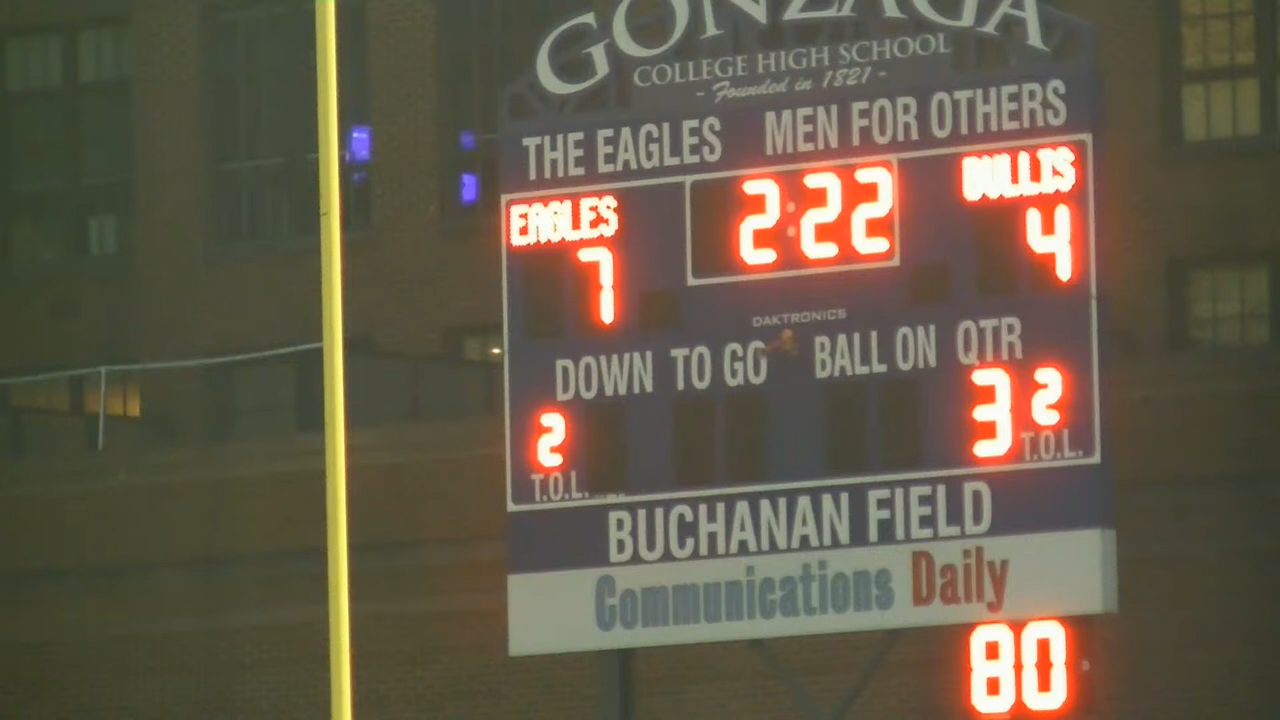 GONZAGA
COLLEGE HIGH SCHOOL
- Founded in 1821 -
THE EAGLES MEN FOR OTHERS
EAGLES 2:22 BULLIS
7 4
DAKTRONICS
DOWN TO GO BALL ON QTR
2 3 2
T.O.L. T.O.L.
BUCHANAN FIELD
Communications Daily
80